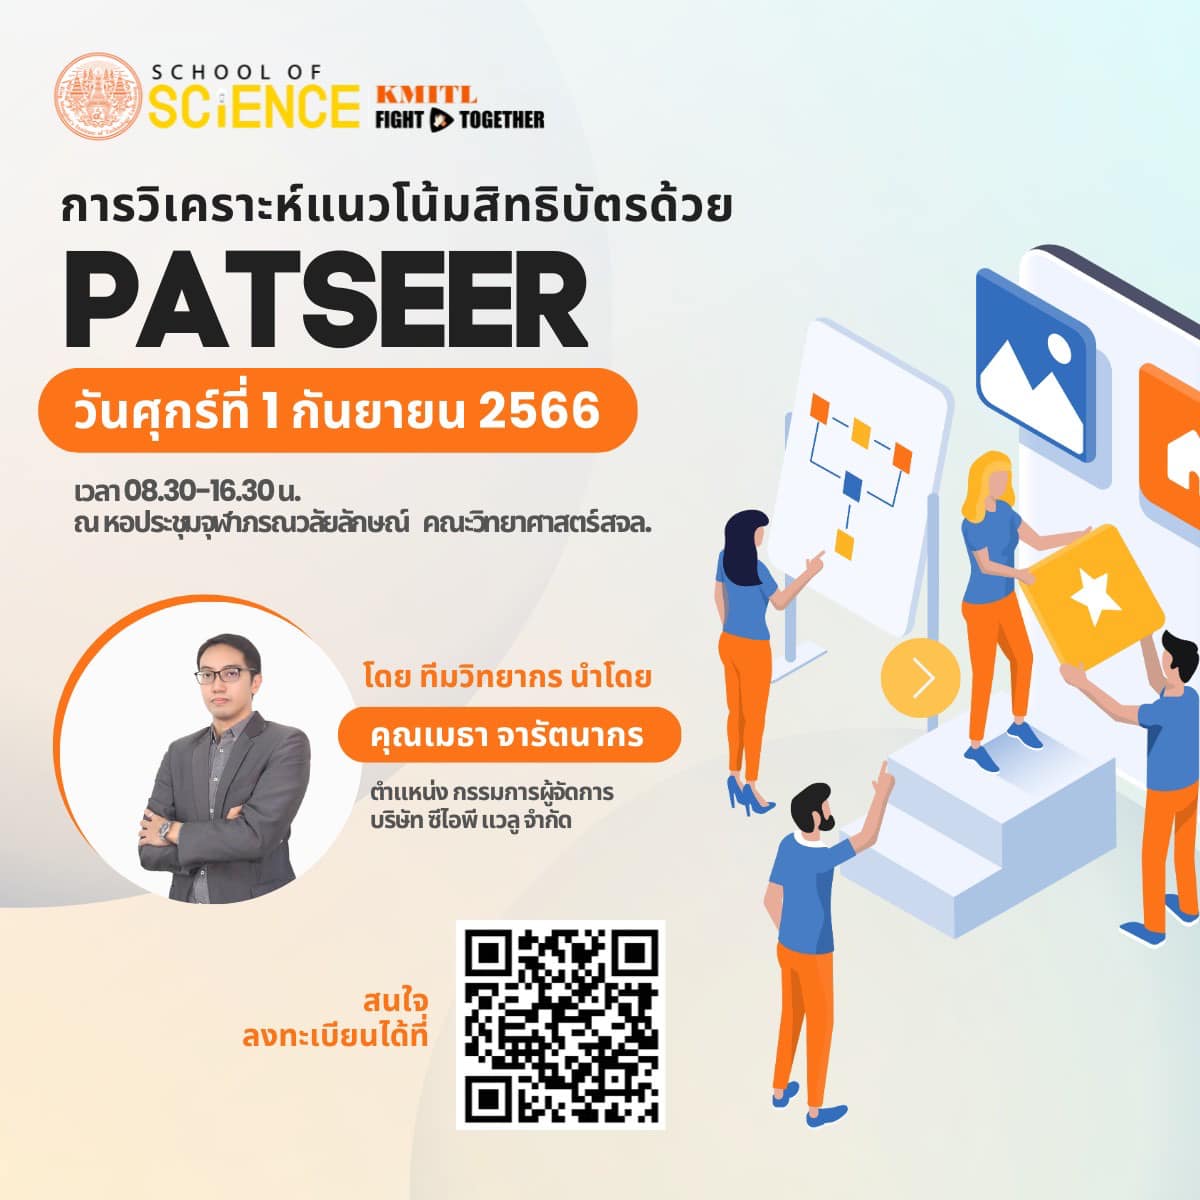 SCHOOL OF
SCiENCE
KMITL
FIGHT TOGETHER
การวิเคราะห์แนวโน้มสิทธิบัตรด้วย
PATSEER
วันศุกร์ที่ 1 กันยายน 2566
เวลา 08.30-16.30 น.
ณ หอประชุมจุฬาภรณวลัยลักษณ์ คณะวิทยาศาสตร์ สจล.
โดย ทีมวิทยากร นำโดย
คุณเมธา จารัตนากร
ตำแหน่ง กรรมการผู้จัดการ
บริษัท ซีไอพี แวลู จำกัด
สนใจ
ลงทะเบียนได้ที่